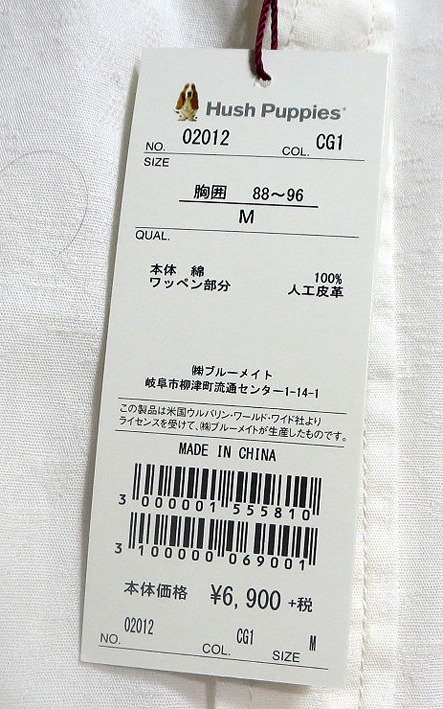 Hush Puppies
NO. 02012 COL. CG1
SIZE
胸囲 88〜96
M
QUAL.
本体 綿 100%
ワッペン部分 人工皮革
㈱ブルーメイト
岐阜市柳津町流通センター1-14-1
この製品は米国ウルバリン・ワールド・ワイド社より
ライセンスを受けて、㈱ブルーメイトが生産したものです。
MADE IN CHINA
3 000001 555810
3 100000 069001
本体価格 ¥6,900 +税
NO. 02012 COL. CG1 SIZE M